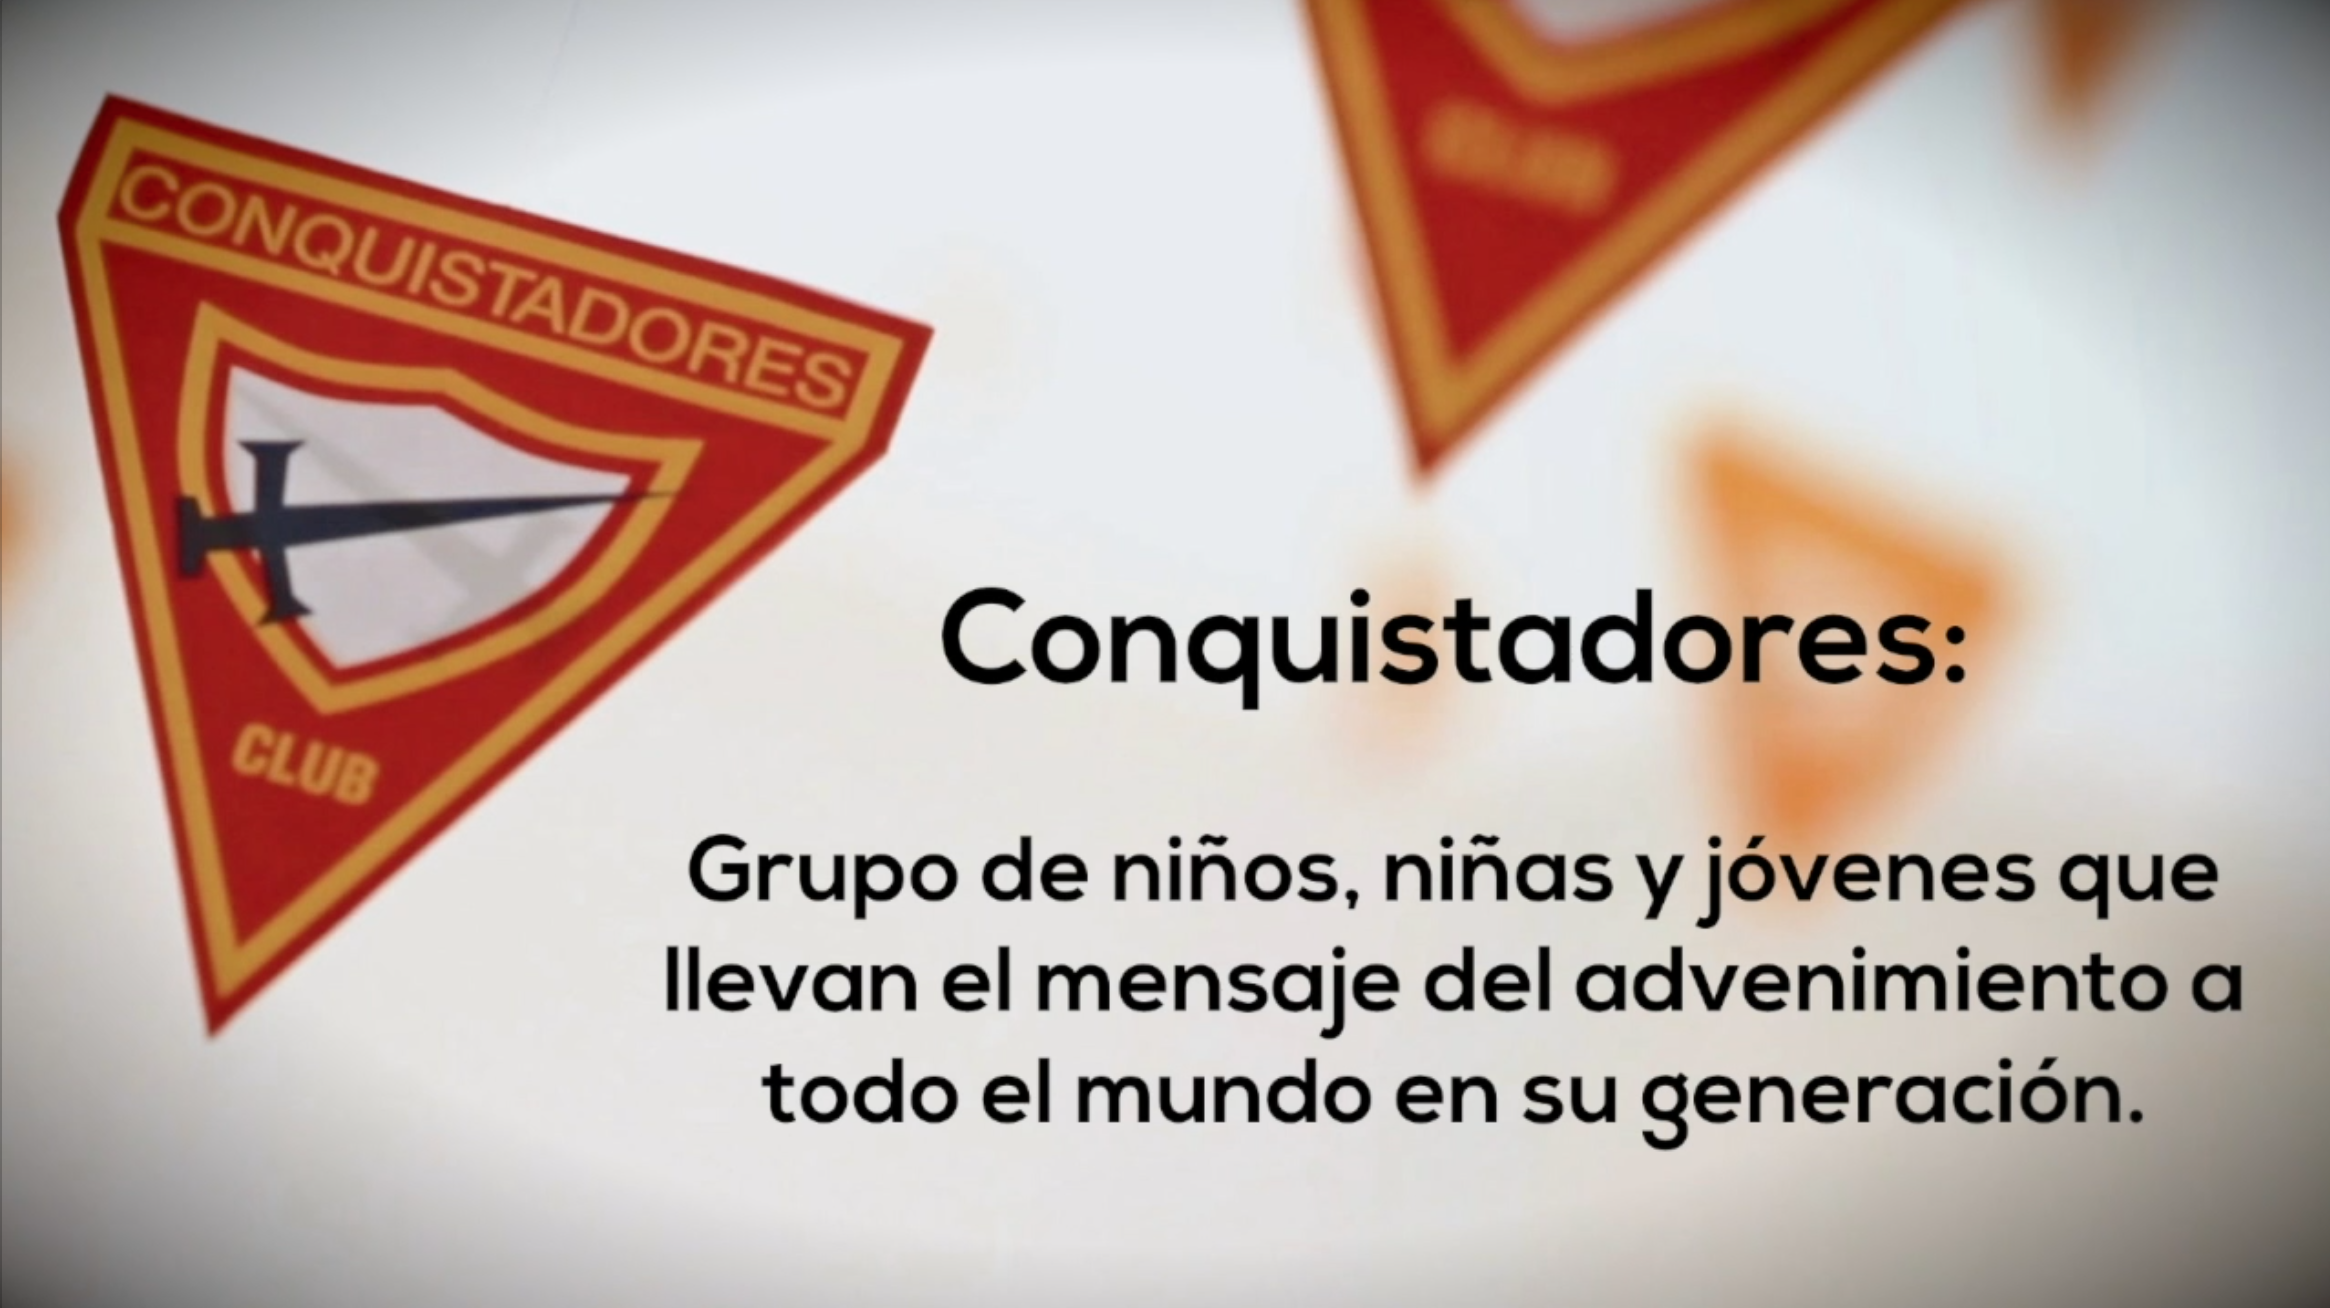 CONQUISTADORES
CLUB
Conquistadores:
Grupo de niños, niñas y jóvenes que
llevan el mensaje del advenimiento a
todo el mundo en su generación.